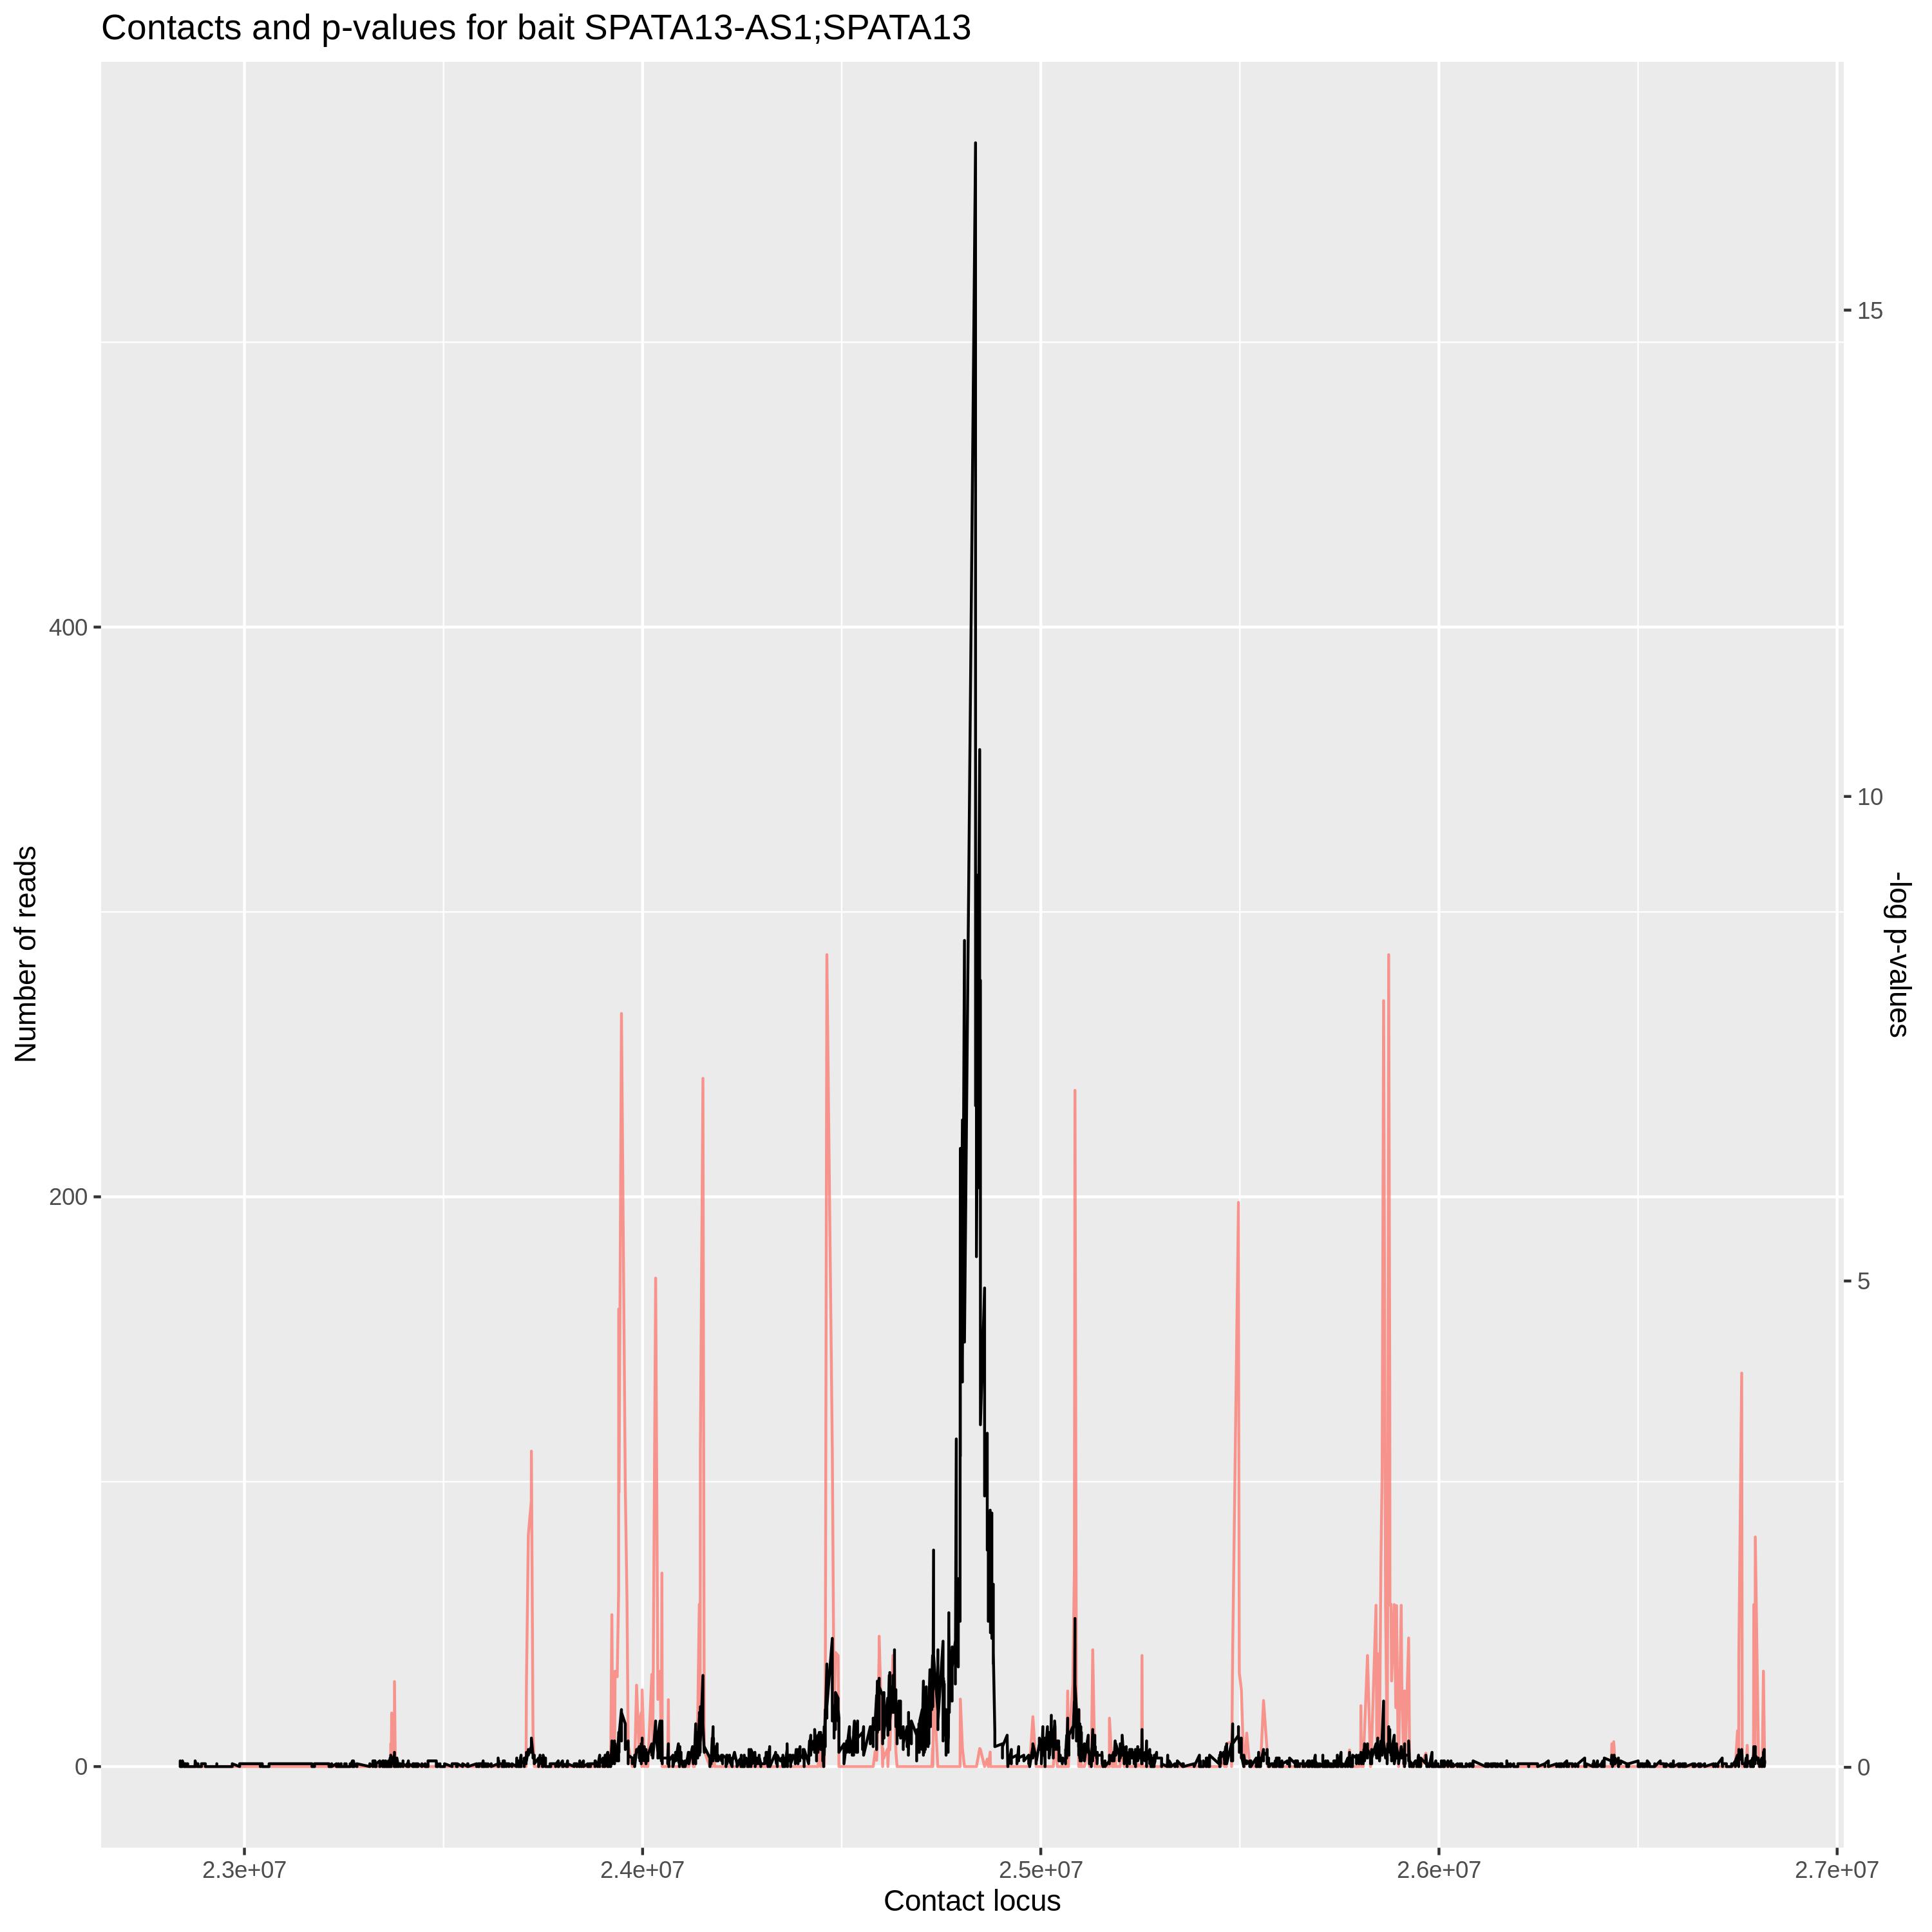 Contacts and p-values for bait SPATA13-AS1;SPATA13
400
200
0
15
10
5
0
Number of reads
-log p-values
2.3e+07 2.4e+07 2.5e+07 2.6e+07 2.7e+07
Contact locus